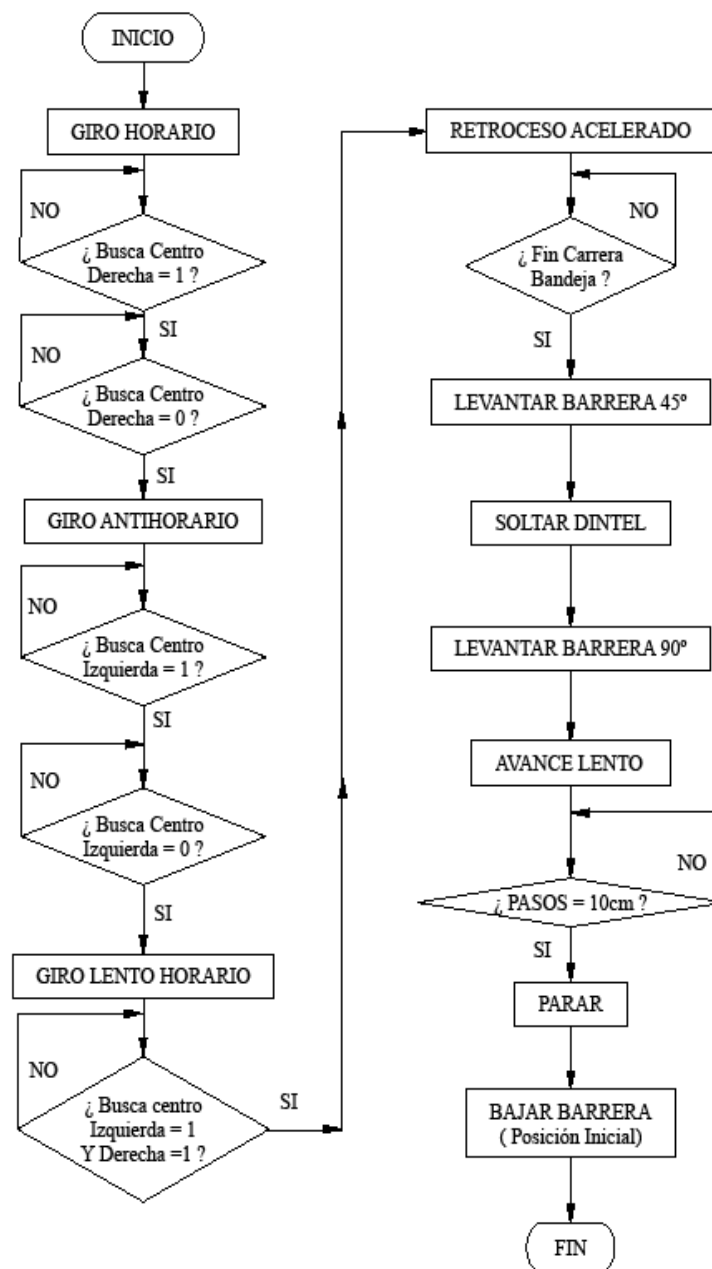 INICIO
GIRO HORARIO
NO
¿ Busca Centro
Derecha = 1 ?
SI
NO
¿ Busca Centro
Derecha = 0 ?
SI
GIRO ANTIHORARIO
NO
¿ Busca Centro
Izquierda = 1 ?
SI
NO
¿ Busca Centro
Izquierda = 0 ?
SI
GIRO LENTO HORARIO
NO
¿ Busca centro
Izquierda = 1
Y Derecha =1 ?
SI
RETROCESO ACELERADO
NO
¿ Fin Carrera
Bandeja ?
SI
LEVANTAR BARRERA 45º
SOLTAR DINTEL
LEVANTAR BARRERA 90º
AVANCE LENTO
NO
¿ PASOS = 10cm ?
SI
PARAR
BAJAR BARRERA
( Posición Inicial)
FIN